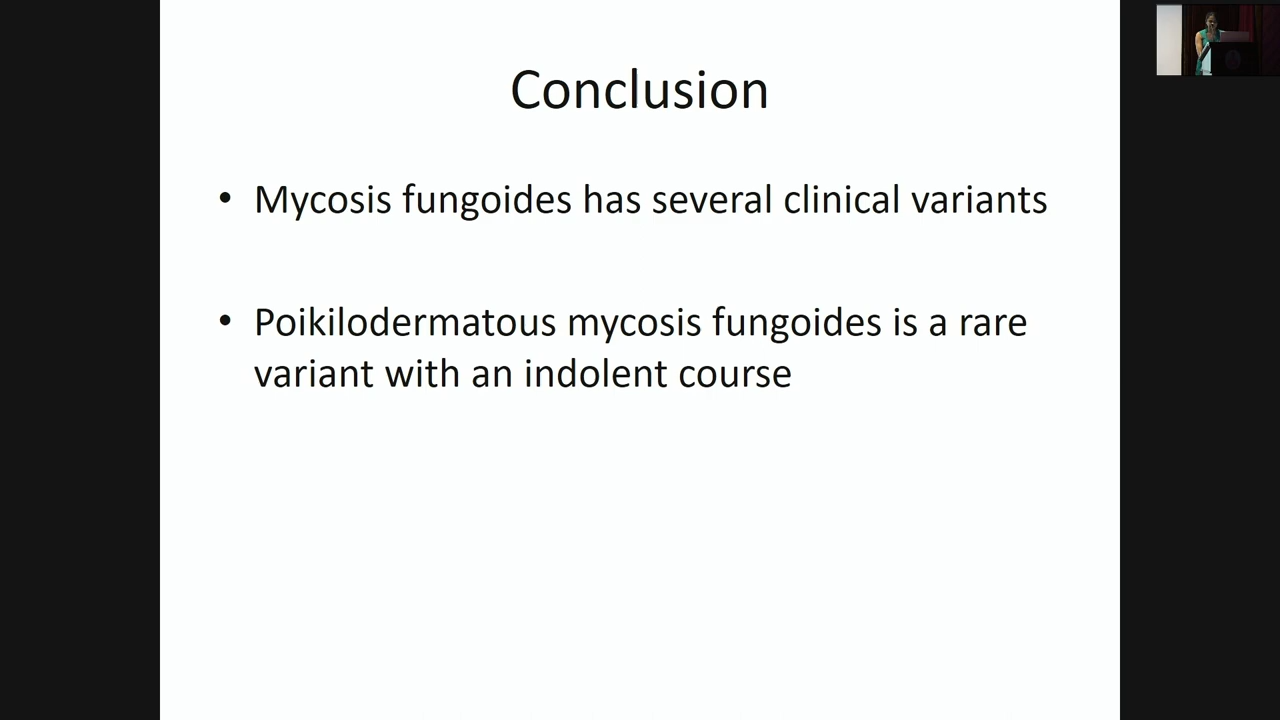 Conclusion
• Mycosis fungoides has several clinical variants
• Poikilodermatous mycosis fungoides is a rare
variant with an indolent course